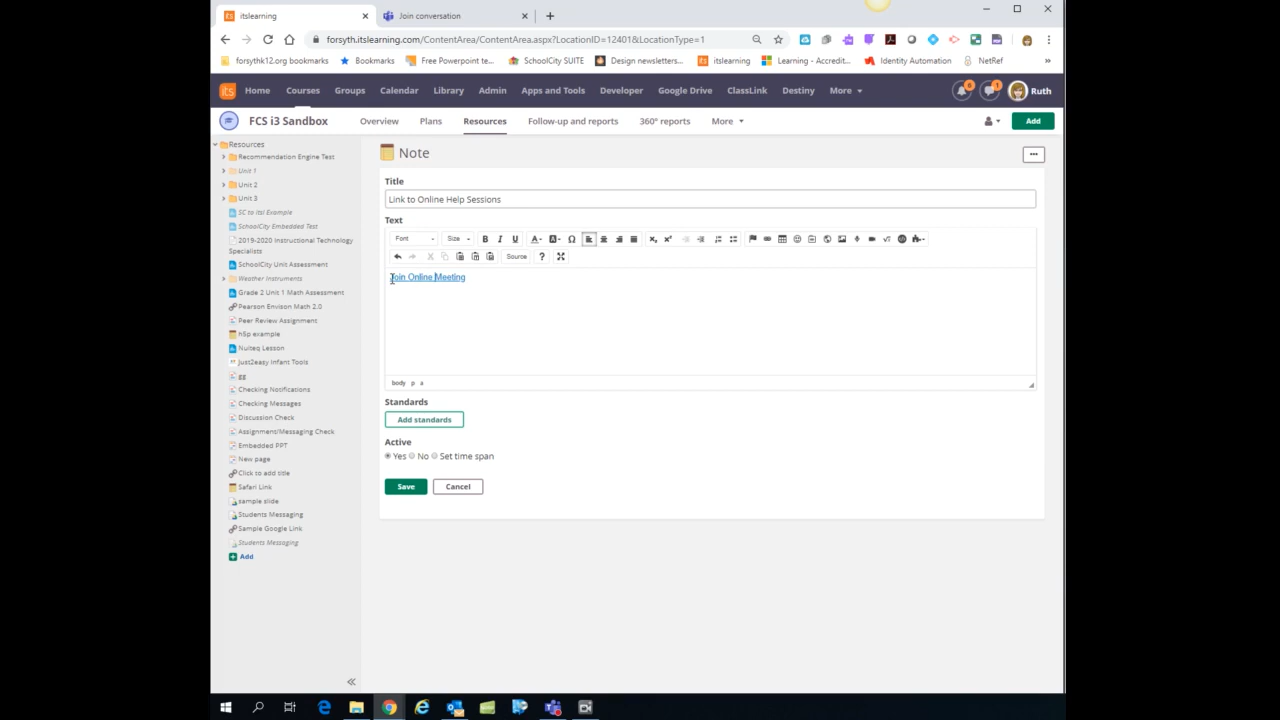 itslearning
Join conversation
forsyth.itslearning.com/ContentArea/ContentArea.aspx?LocationID=12401&LocationType=1
forsythk12.org bookmarks
Bookmarks
Free Powerpoint te...
SchoolCity SUITE
Design newsletters...
itslearning
Learning - Accredit...
Identity Automation
NetRef
»
its
Home
Courses
Groups
Calendar
Library
Admin
Apps and Tools
Developer
Google Drive
ClassLink
Destiny
More
6
1
Ruth
FCS i3 Sandbox
Overview
Plans
Resources
Follow-up and reports
360° reports
More
Add
Resources
Recommendation Engine Test
Unit 1
Unit 2
Unit 3
SC to itsl Example
SchoolCity Embedded Test
2019-2020 Instructional Technology
Specialists
SchoolCity Unit Assessment
Weather Instruments
Grade 2 Unit 1 Math Assessment
Pearson Envison Math 2.0
Peer Review Assignment
h5p example
Nuiteq Lesson
Just2easy Infant Tools
gg
Checking Notifications
Checking Messages
Discussion Check
Assignment/Messaging Check
Embedded PPT
New page
Click to add title
Safari Link
sample slide
Students Messaging
Sample Google Link
Students Messaging
Add
Note
Title
Link to Online Help Sessions
Text
Font
Size
B I U
Source
?
Join Online Meeting
body p a
Standards
Add standards
Active
Yes No Set time span
Save
Cancel